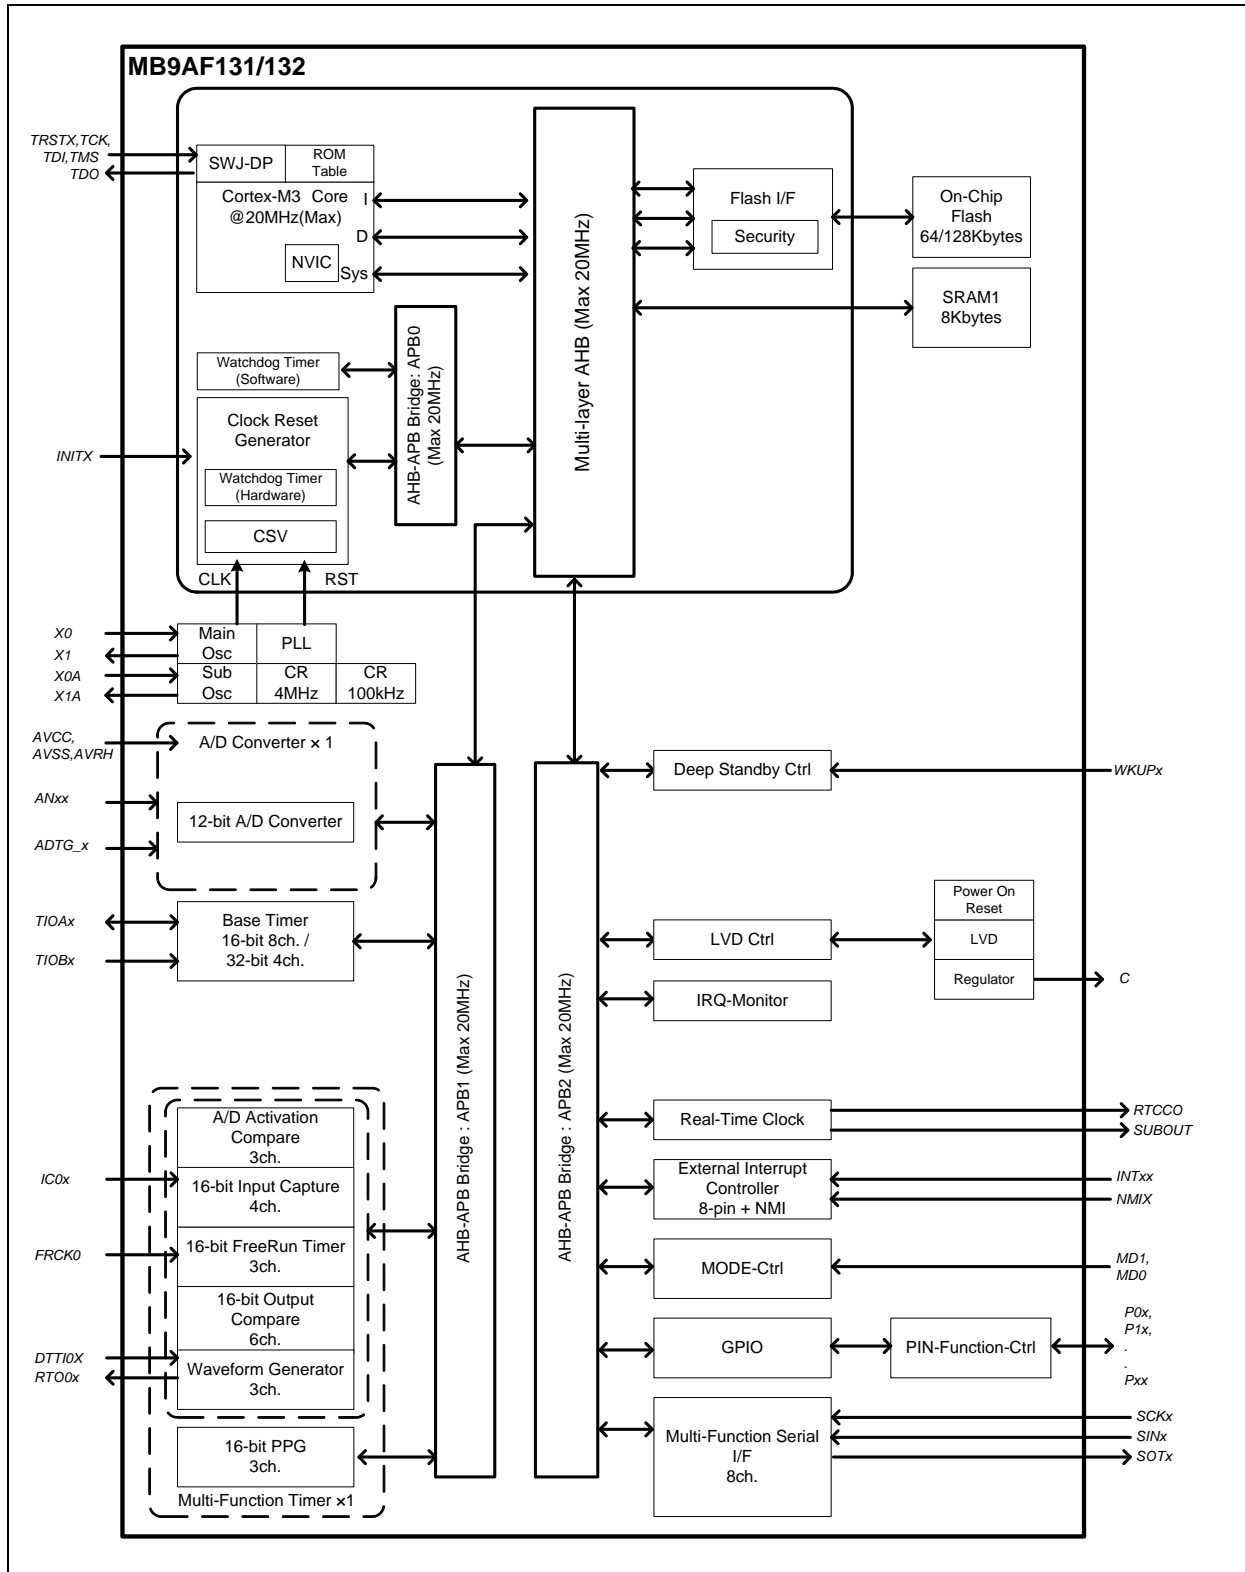 MB9AF131/132
TRSTX,TCK,
TDI,TMS
TDO
SWJ-DP
ROM
Table
Cortex-M3 Core
@20MHz(Max)
I
D
NVIC
Sys
Multi-layer AHB (Max 20MHz)
Flash I/F
Security
On-Chip
Flash
64/128Kbytes
SRAM1
8Kbytes
Watchdog Timer
(Software)
AHB-APB Bridge: APB0
(Max 20MHz)
INITX
Clock Reset
Generator
Watchdog Timer
(Hardware)
CSV
CLK
RST
X0
X1
X0A
X1A
Main
Osc
PLL
Sub
Osc
CR
4MHz
CR
100kHz
AVCC,
AVSS,AVRH
ANxx
ADTG_x
A/D Converter × 1
12-bit A/D Converter
TIOAx
TIOBx
Base Timer
16-bit 8ch. /
32-bit 4ch.
AHB-APB Bridge : APB1 (Max 20MHz)
AHB-APB Bridge : APB2 (Max 20MHz)
Deep Standby Ctrl
WKUPx
LVD Ctrl
Power On
Reset
LVD
Regulator
C
IRQ-Monitor
IC0x
FRCK0
DTTI0X
RTO0x
A/D Activation
Compare
3ch.
16-bit Input Capture
4ch.
16-bit FreeRun Timer
3ch.
16-bit Output
Compare
6ch.
Waveform Generator
3ch.
16-bit PPG
3ch.
Multi-Function Timer ×1
Real-Time Clock
RTCCO
SUBOUT
External Interrupt
Controller
8-pin + NMI
INTxx
NMIX
MODE-Ctrl
MD1,
MD0
GPIO
PIN-Function-Ctrl
P0x,
P1x,
.
.
Pxx
Multi-Function Serial
I/F
8ch.
SCKx
SINx
SOTx